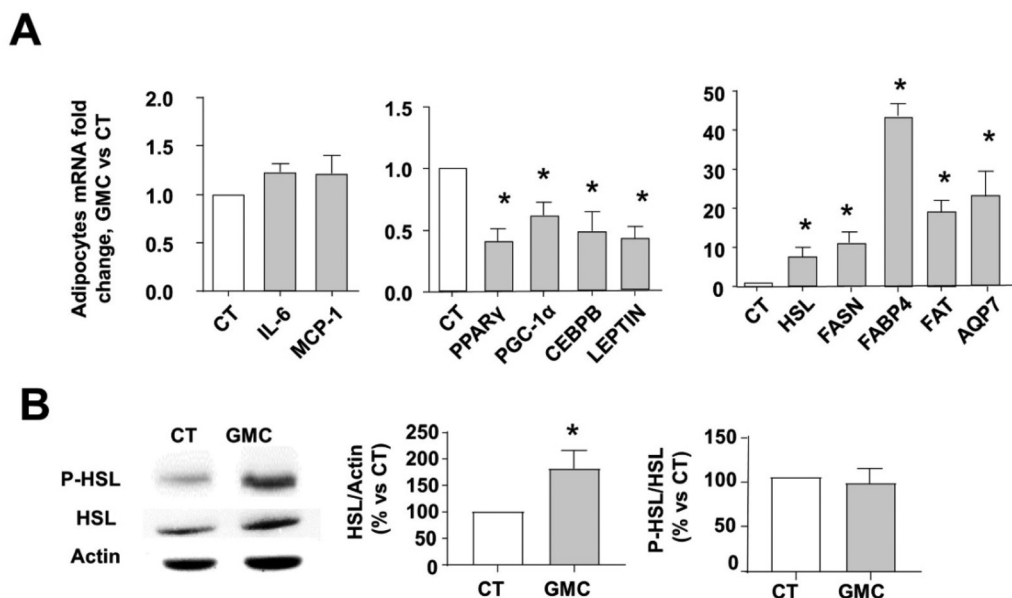 A
Adipocytes mRNA fold
change, GMC vs CT
2.0
1.5
1.0
0.5
0.0
CT
IL-6
MCP-1
1.5
1.0
0.5
0.0
* * * *
CT
PPARγ
PGC-1α
CEBPB
LEPTIN
50
40
30
20
10
0
* * * * *
CT
HSL
FASN
FABP4
FAT
AQP7
B
CT GMC
P-HSL
HSL
Actin
HSL/Actin
(% vs CT)
250
200
150
100
50
0
*
CT GMC
P-HSL/HSL
(% vs CT)
150
100
50
0
CT GMC